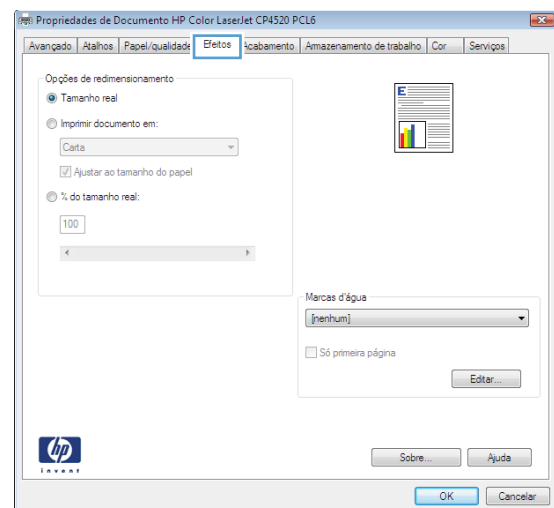 Propriedades de Documento HP Color LaserJet CP4520 PCL6
Avançado Atalhos Papel/qualidade Efeitos Acabamento Amazenamento de trabalho Cor Serviços
Opções de redimensionamento
Tamanho real
Imprimir documento em:
Carta
Ajustar ao tamanho do papel
% do tamanho real:
100
E
Marcas d'água
[nenhum]
Só primeira página
Editar...
hp
invent
Sobre...
Ajuda
OK
Cancelar